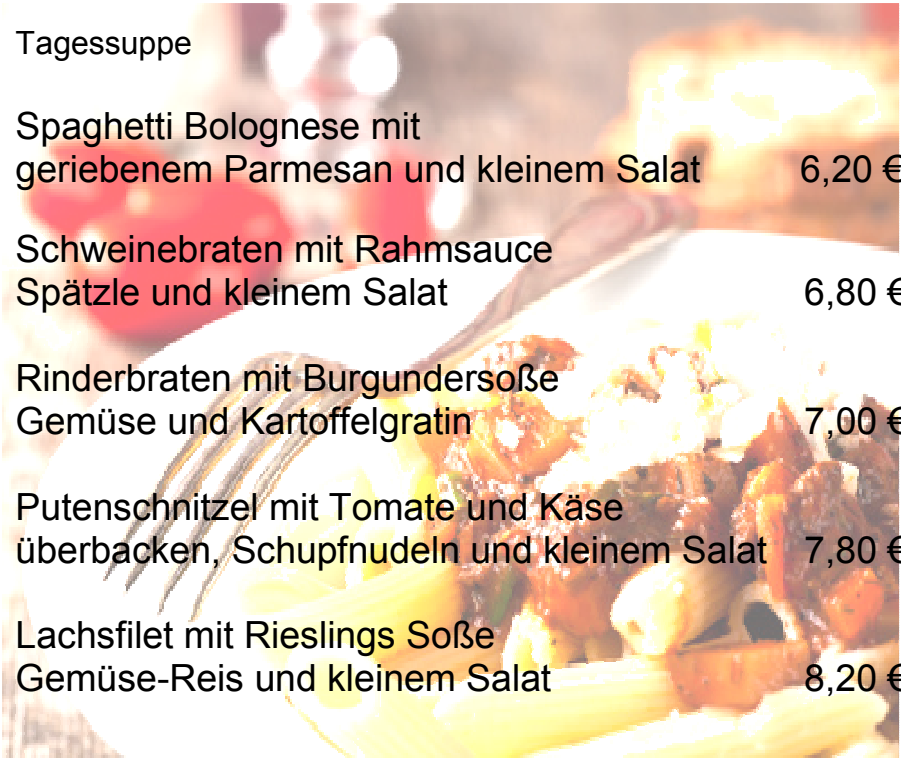 Tagessuppe
Spaghetti Bolognese mit
geriebenem Parmesan und kleinem Salat 6,20 €
Schweinebraten mit Rahmsauce
Spätzle und kleinem Salat 6,80 €
Rinderbraten mit Burgundersoße
Gemüse und Kartoffelgratin 7,00 €
Putenschnitzel mit Tomate und Käse
überbacken, Schupfnudeln und kleinem Salat 7,80 €
Lachsfilet mit Rieslings Soße
Gemüse-Reis und kleinem Salat 8,20 €